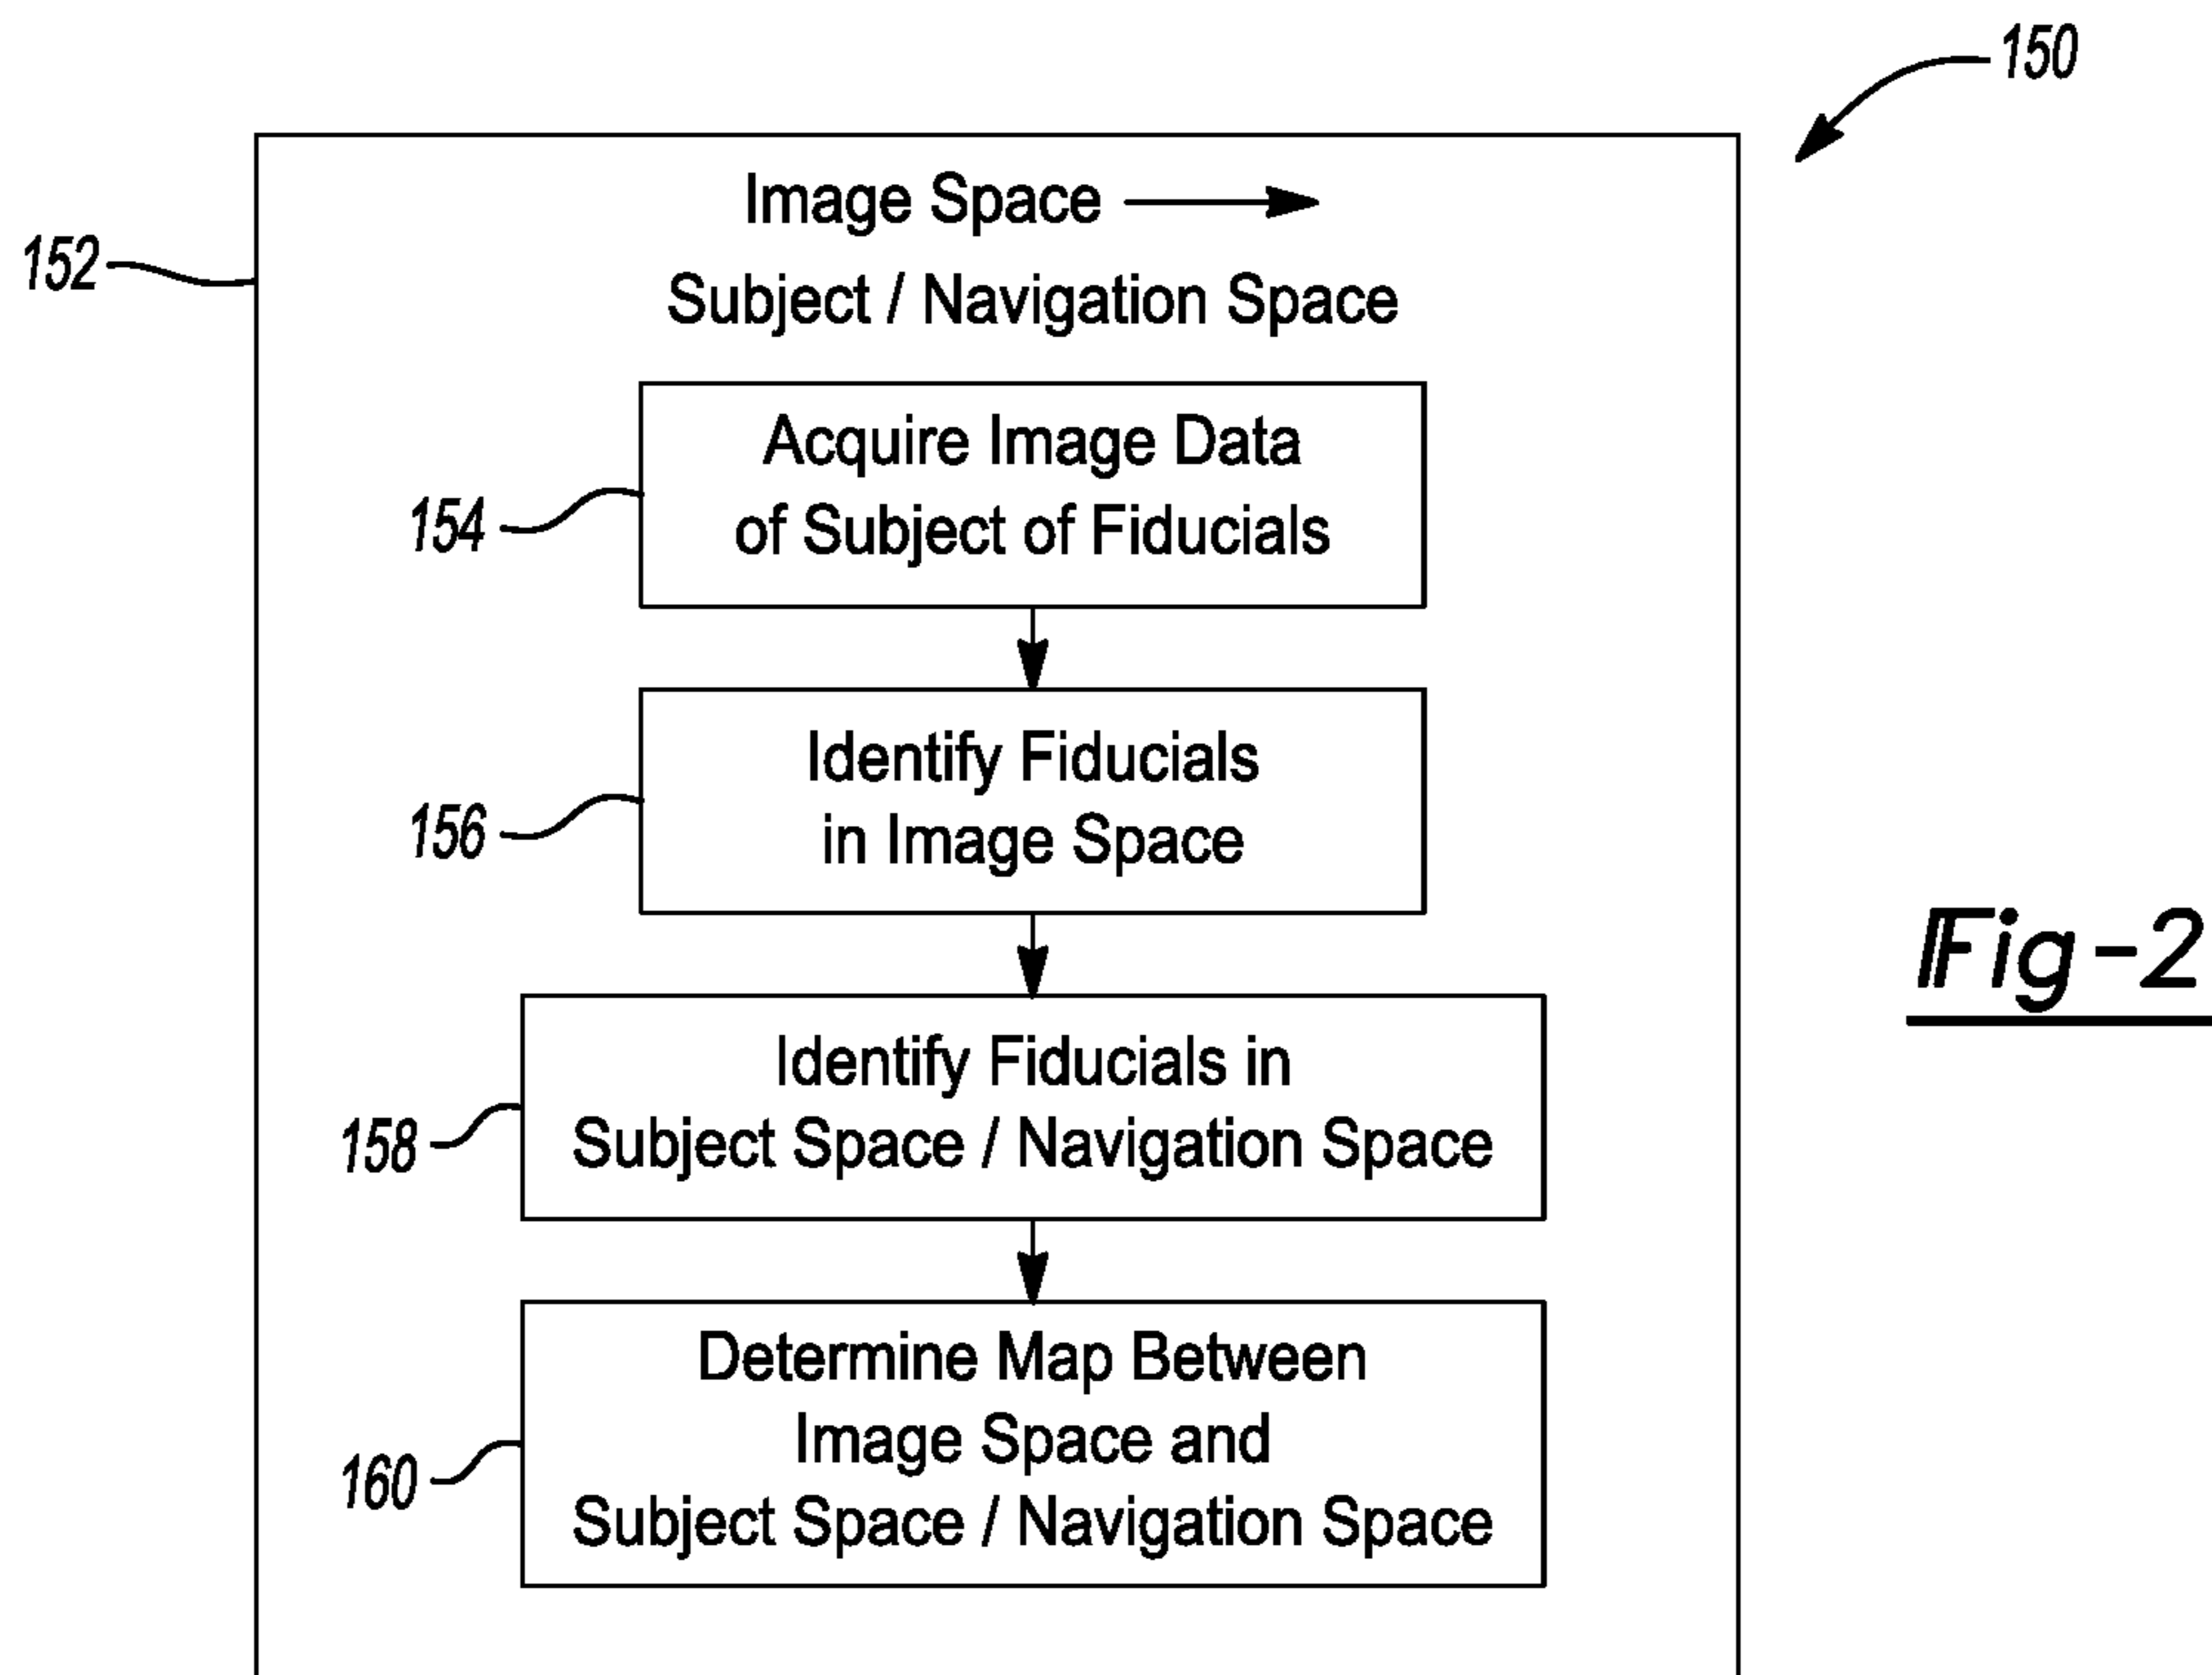 150
152
Image Space
Subject / Navigation Space
154
Acquire Image Data
of Subject of Fiducials
156
Identify Fiducials
in Image Space
Fig-2
158
Identify Fiducials in
Subject Space / Navigation Space
160
Determine Map Between
Image Space and
Subject Space / Navigation Space